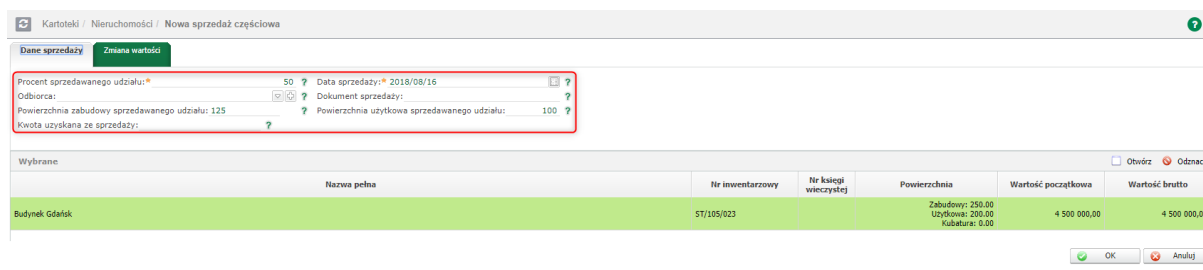 Kartoteki / Nieruchomości / Nowa sprzedaż częściowa
Dane sprzedaży Zmiana wartości
Procent sprzedawanego udziału:* 50 ? Data sprzedaży:* 2018/08/16 ?
Odbiorca: ? Dokument sprzedaży: ?
Powierzchnia zabudowy sprzedawanego udziału: 125 ? Powierzchnia użytkowa sprzedawanego udziału: 100 ?
Kwota uzyskana ze sprzedaży: ?
Wybrane Otwórz Odznac
Nazwa pełna Nr inwentarzowy Nr księgi wieczystej Powierzchnia Wartość początkowa Wartość brutto
Budynek Gdańsk ST/105/023 Zabudowy: 250.00 4 500 000,00 4 500 000,0
Użytkowa: 200.00
Kubatura: 0.00
OK Anuluj